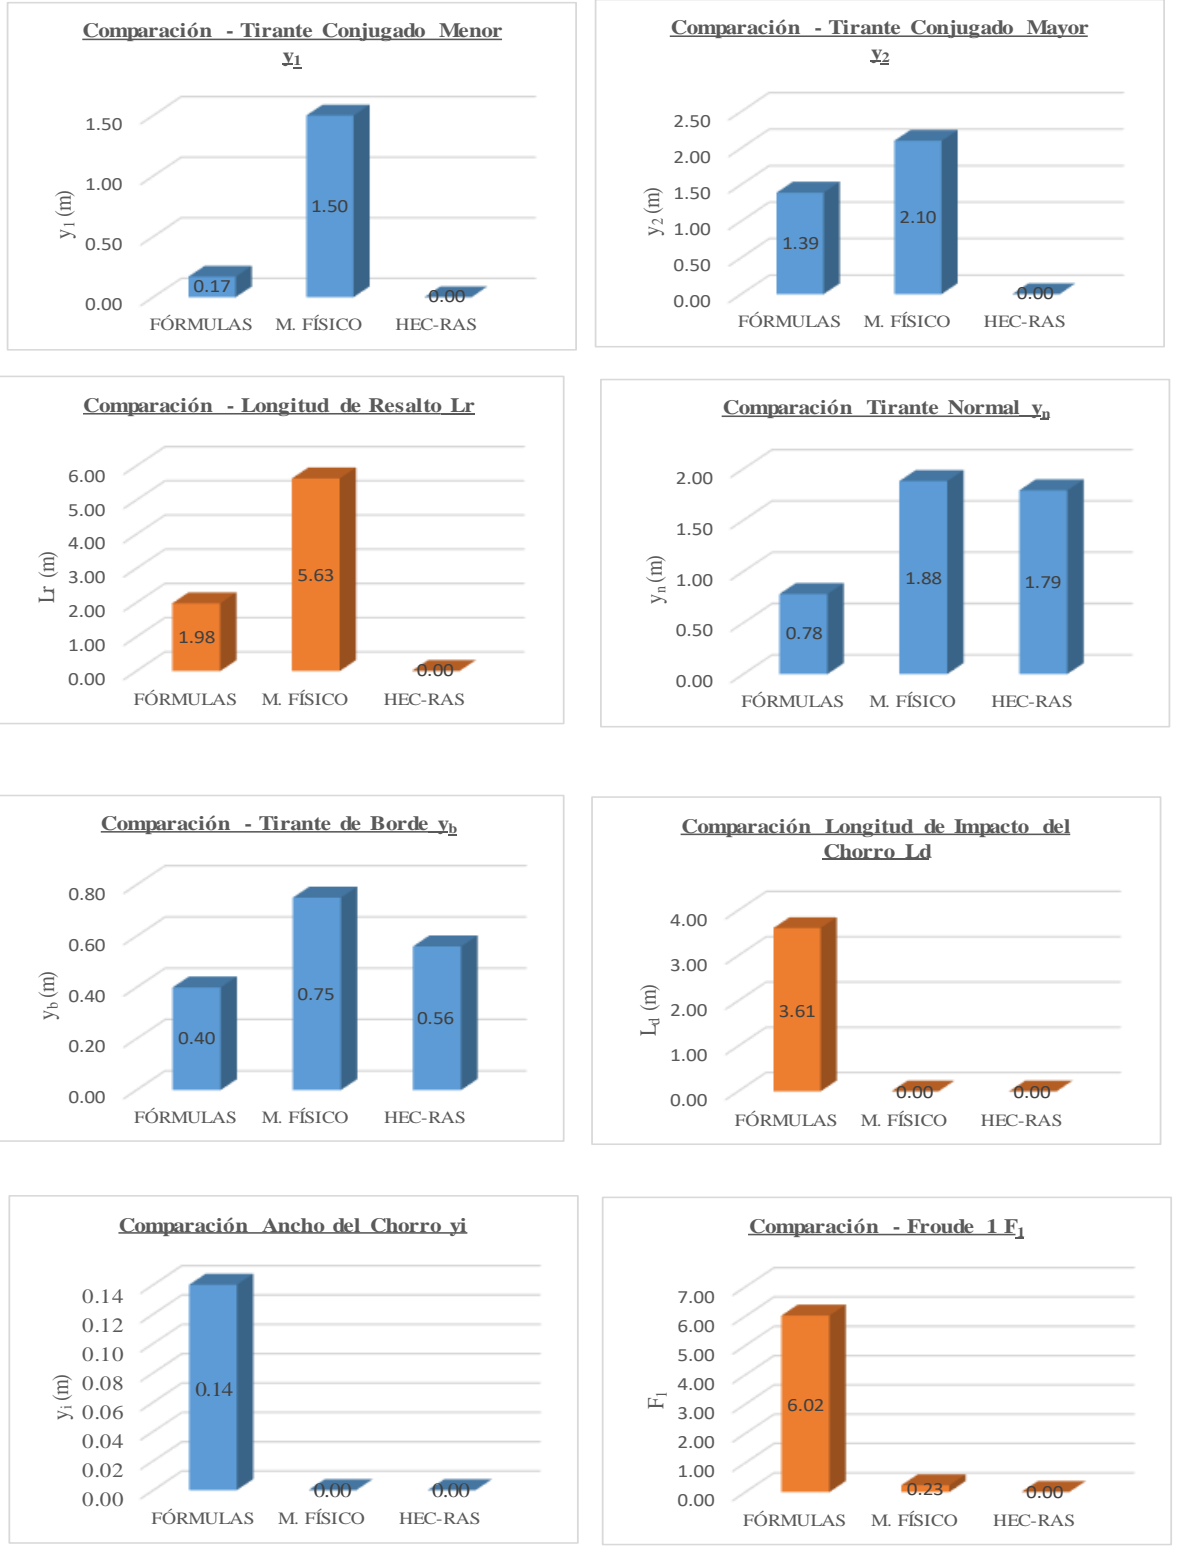 Comparación - Tirante Conjugado Menor
y1
y1 (m)
1.50
1.00
0.50
0.00
0.17
1.50
0.00
FÓRMULAS M. FÍSICO HEC-RAS
Comparación - Tirante Conjugado Mayor
y2
y2 (m)
2.50
2.00
1.50
1.00
0.50
0.00
1.39
2.10
0.00
FÓRMULAS M. FÍSICO HEC-RAS
Comparación - Longitud de Resalto Lr
Lr (m)
6.00
5.00
4.00
3.00
2.00
1.00
0.00
1.98
5.63
0.00
FÓRMULAS M. FÍSICO HEC-RAS
Comparación Tirante Normal yn
yn (m)
2.00
1.50
1.00
0.50
0.00
0.78
1.88
1.79
FÓRMULAS M. FÍSICO HEC-RAS
Comparación - Tirante de Borde yb
yb (m)
0.80
0.60
0.40
0.20
0.00
0.40
0.75
0.56
FÓRMULAS M. FÍSICO HEC-RAS
Comparación Longitud de Impacto del
Chorro Ld
Ld (m)
4.00
3.00
2.00
1.00
0.00
3.61
0.00
0.00
FÓRMULAS M. FÍSICO HEC-RAS
Comparación Ancho del Chorro yi
yi (m)
0.14
0.12
0.10
0.08
0.06
0.04
0.02
0.00
0.14
0.00
0.00
FÓRMULAS M. FÍSICO HEC-RAS
Comparación - Froude 1 F1
F1
7.00
6.00
5.00
4.00
3.00
2.00
1.00
0.00
6.02
0.23
0.00
FÓRMULAS M. FÍSICO HEC-RAS